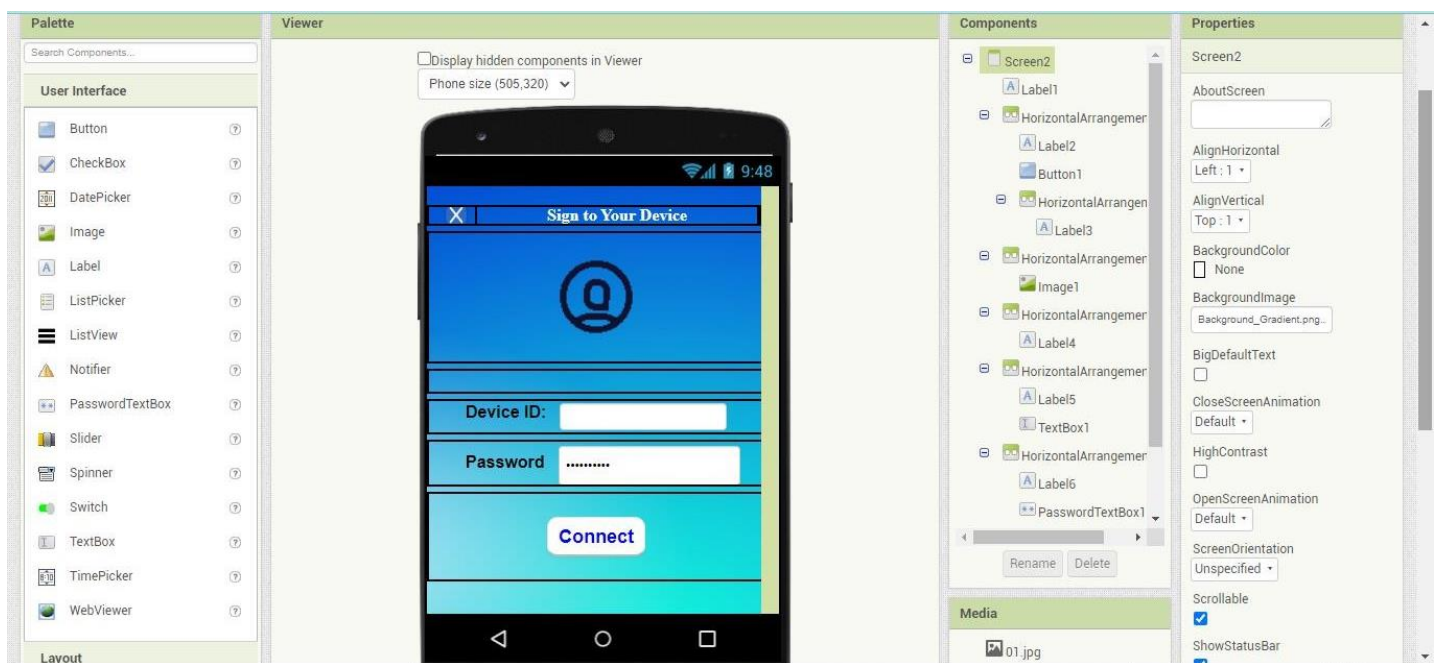 Palette
Search Components...
User Interface
Button
CheckBox
DatePicker
Image
Label
ListPicker
ListView
Notifier
PasswordTextBox
Slider
Spinner
Switch
TextBox
TimePicker
WebViewer
Layout
Viewer
Display hidden components in Viewer
Phone size (505,320)
9:48
X Sign to Your Device
Device ID:
Password ..........
Connect
Components
Screen2
Label1
HorizontalArrangemer
Label2
Button1
HorizontalArrangen
Label3
HorizontalArrangemer
Image1
HorizontalArrangemer
Label4
HorizontalArrangemer
Label5
TextBox1
HorizontalArrangemer
Label6
PasswordTextBox1
Rename Delete
Media
01.jpg
Properties
Screen2
AboutScreen
AlignHorizontal
Left : 1
AlignVertical
Top : 1
BackgroundColor
None
BackgroundImage
Background_Gradient.png...
BigDefaultText
CloseScreenAnimation
Default
HighContrast
OpenScreenAnimation
Default
ScreenOrientation
Unspecified
Scrollable
ShowStatusBar